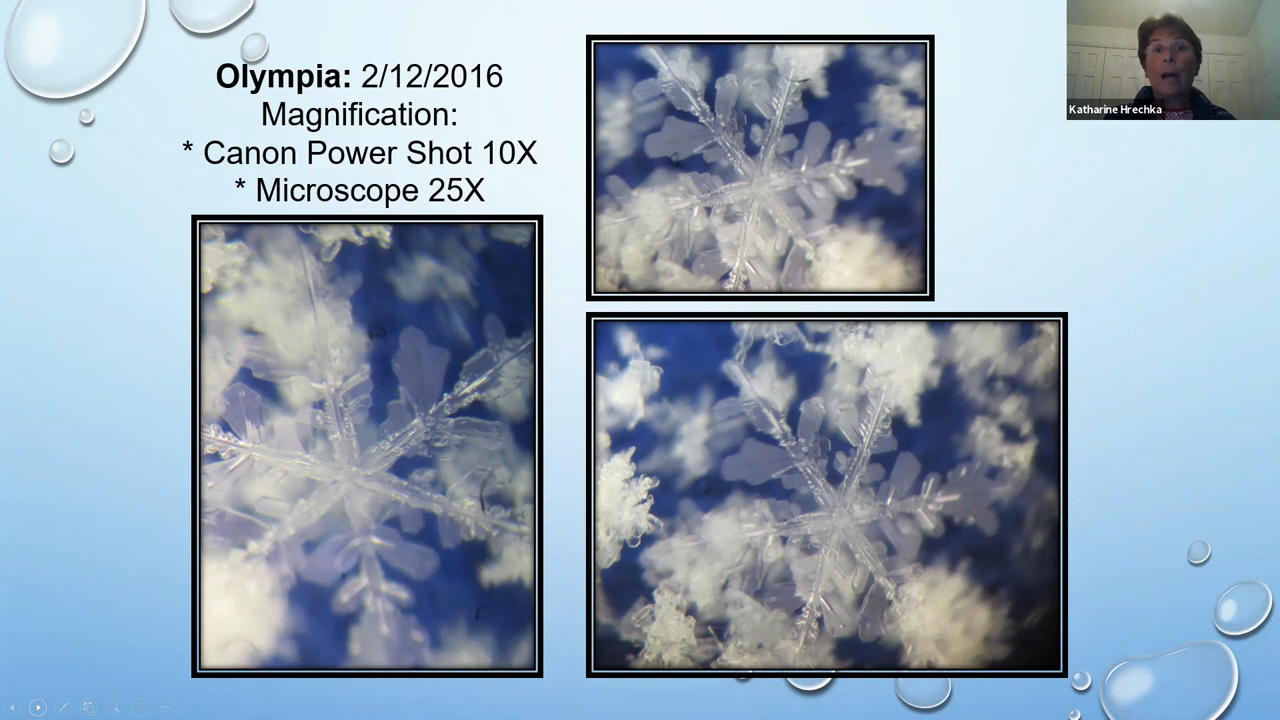 Olympia: 2/12/2016
Magnification:
* Canon Power Shot 10X
* Microscope 25X
Katharine Hrechka